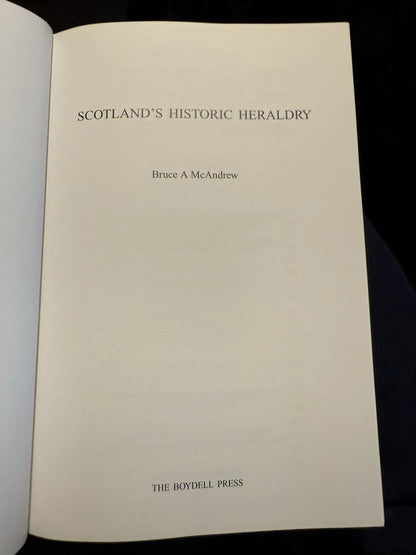 SCOTLAND'S HISTORIC HERALDRY
Bruce A McAndrew
THE BOYDELL PRESS